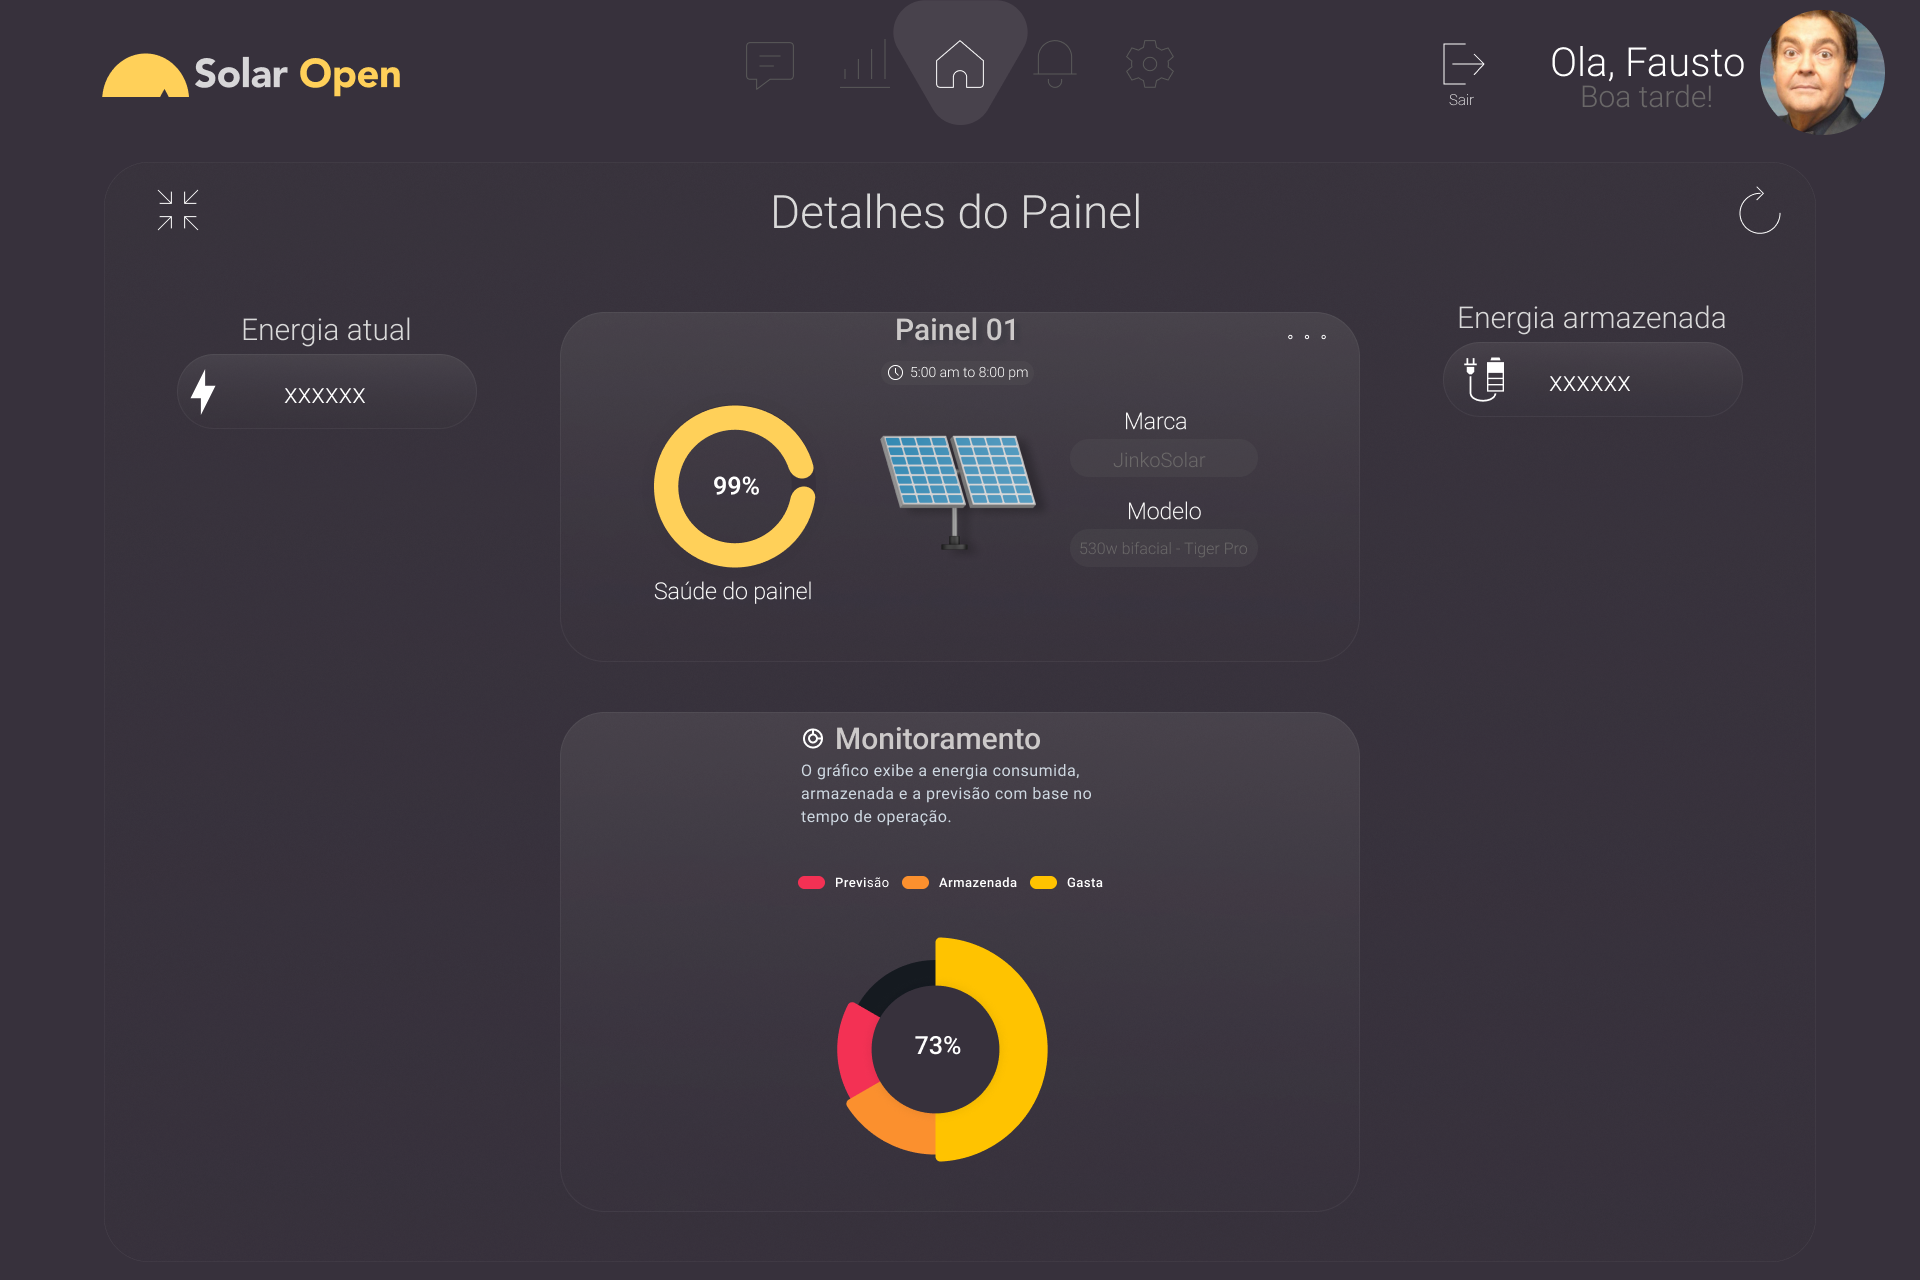 Solar Open
Sair
Ola, Fausto
Boa tarde!
Detalhes do Painel
Energia atual
xxxxxx
Painel 01
5:00 am to 8:00 pm
99%
Saúde do painel
Marca
JinkoSolar
Modelo
530w bifacial - Tiger Pro
Energia armazenada
xxxxxx
Monitoramento
O gráfico exibe a energia consumida,
armazenada e a previsão com base no
tempo de operação.
Previsão Armazenada Gasta
73%